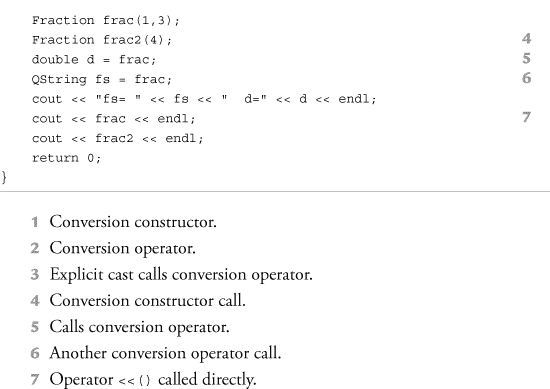 Fraction frac(1,3);
Fraction frac2(4); 4
double d = frac; 5
QString fs = frac; 6
cout << "fs= " << fs << "  d=" << d << endl;
cout << frac << endl; 7
cout << frac2 << endl;
return 0;
}
1 Conversion constructor.
2 Conversion operator.
3 Explicit cast calls conversion operator.
4 Conversion constructor call.
5 Calls conversion operator.
6 Another conversion operator call.
7 Operator <<() called directly.